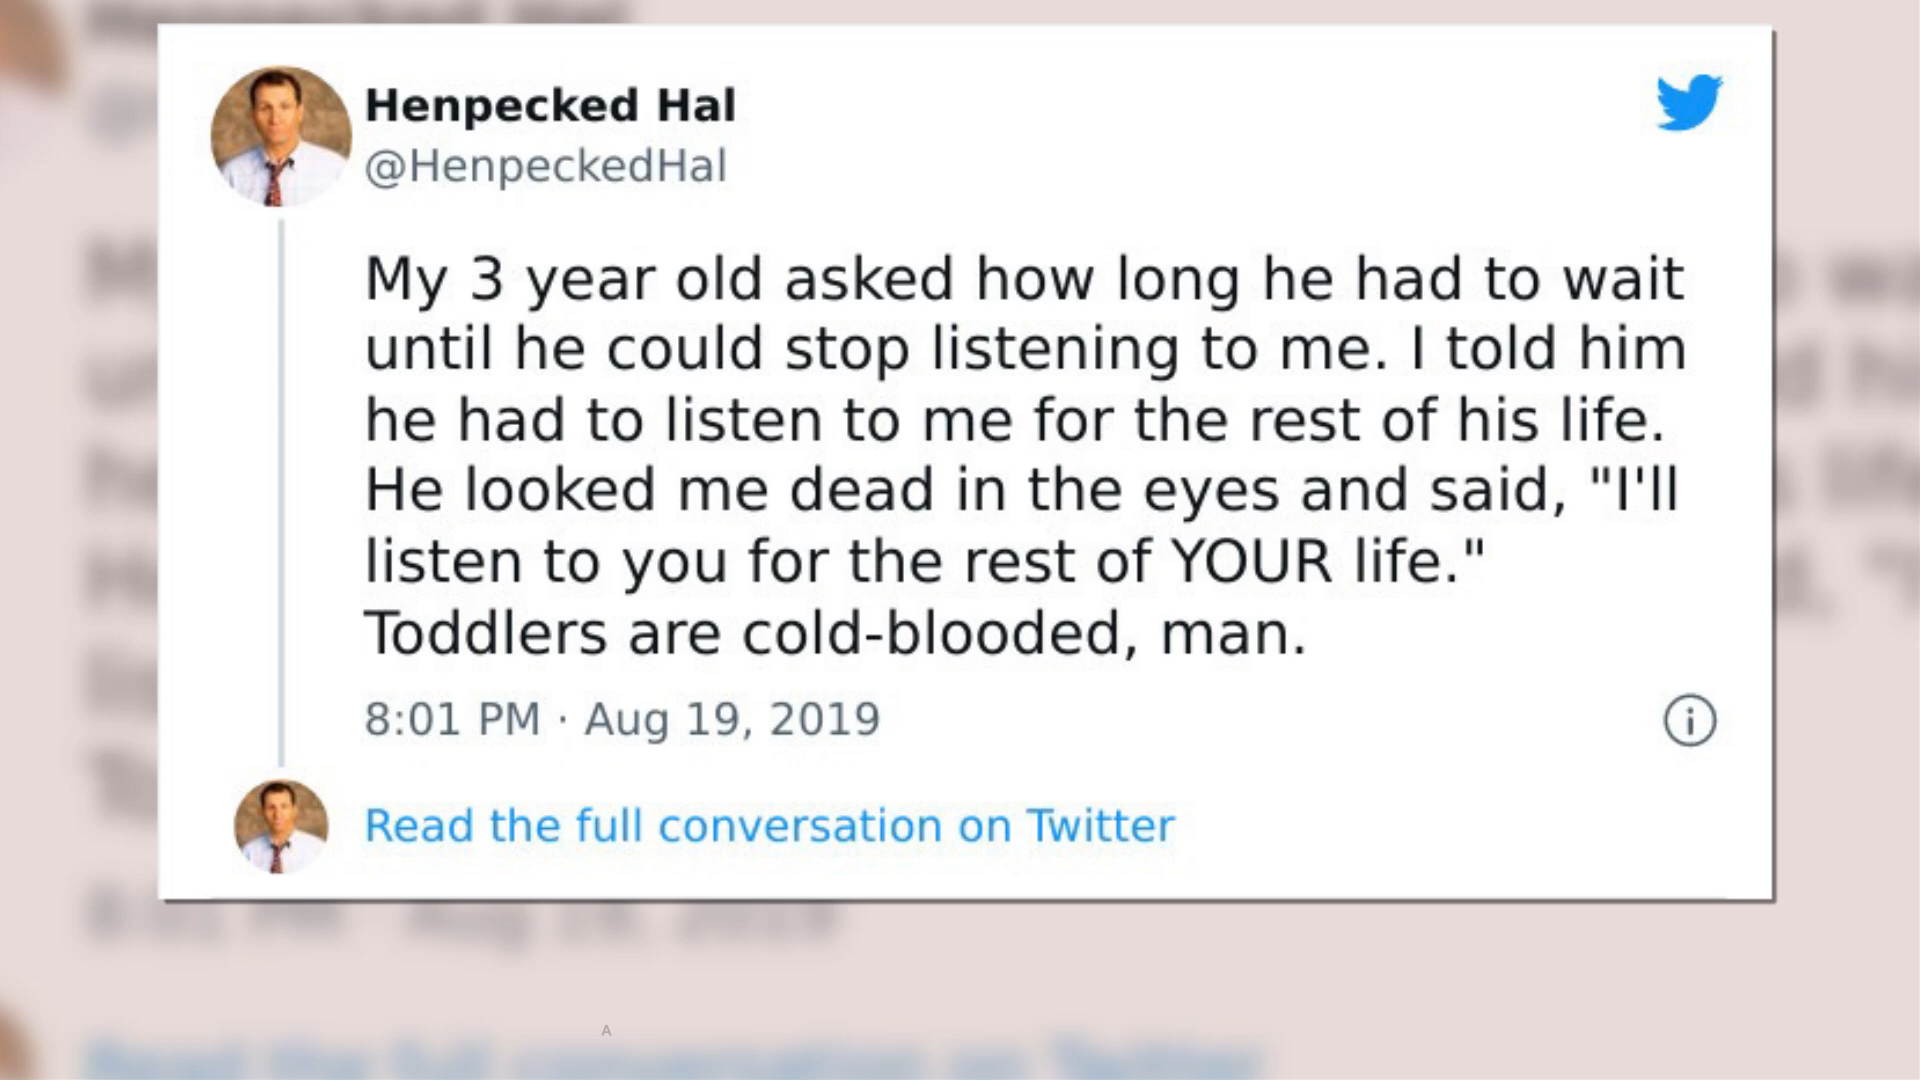 Henpecked Hal
@HenpeckedHal
My 3 year old asked how long he had to wait
until he could stop listening to me. I told him
he had to listen to me for the rest of his life.
He looked me dead in the eyes and said, "I'll
listen to you for the rest of YOUR life."
Toddlers are cold-blooded, man.
8:01 PM · Aug 19, 2019
Read the full conversation on Twitter
A